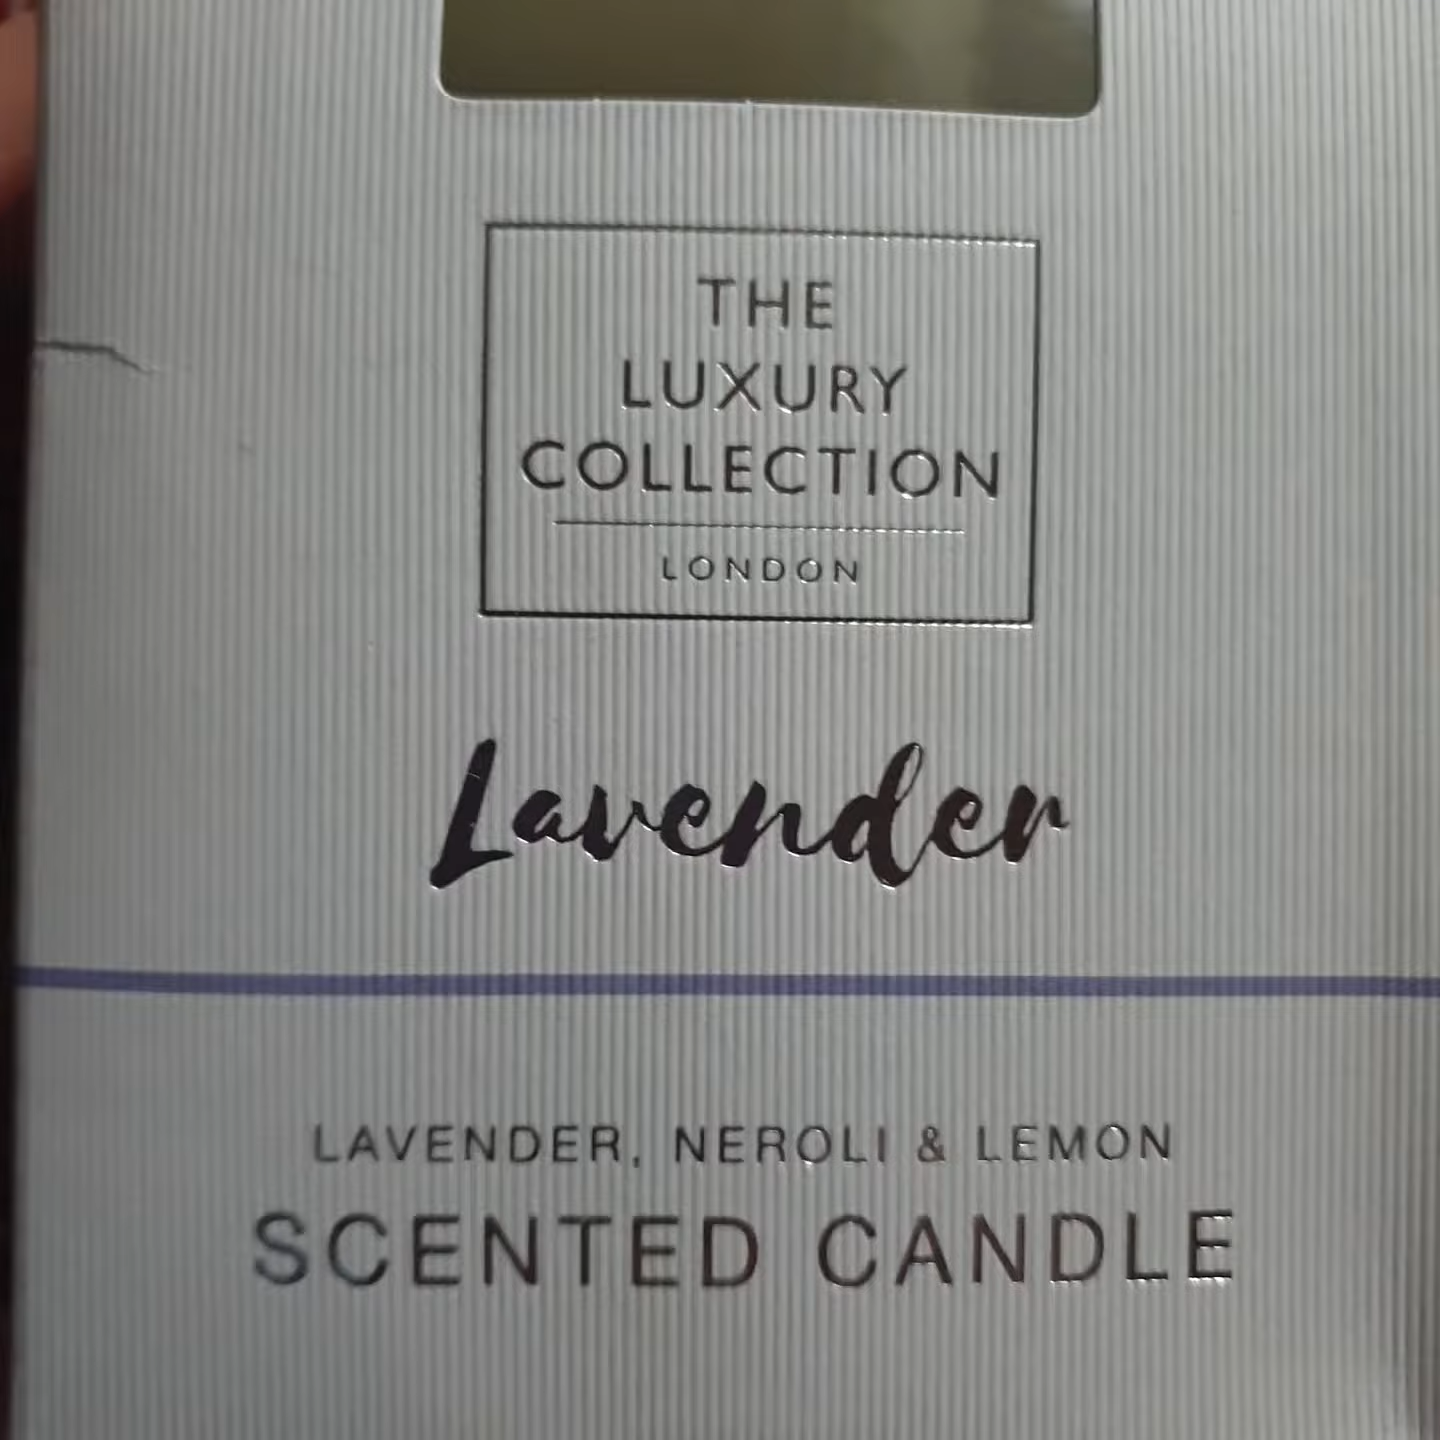 THE
LUXURY
COLLECTION
LONDON
Lavender
LAVENDER, NEROLI & LEMON
SCENTED CANDLE